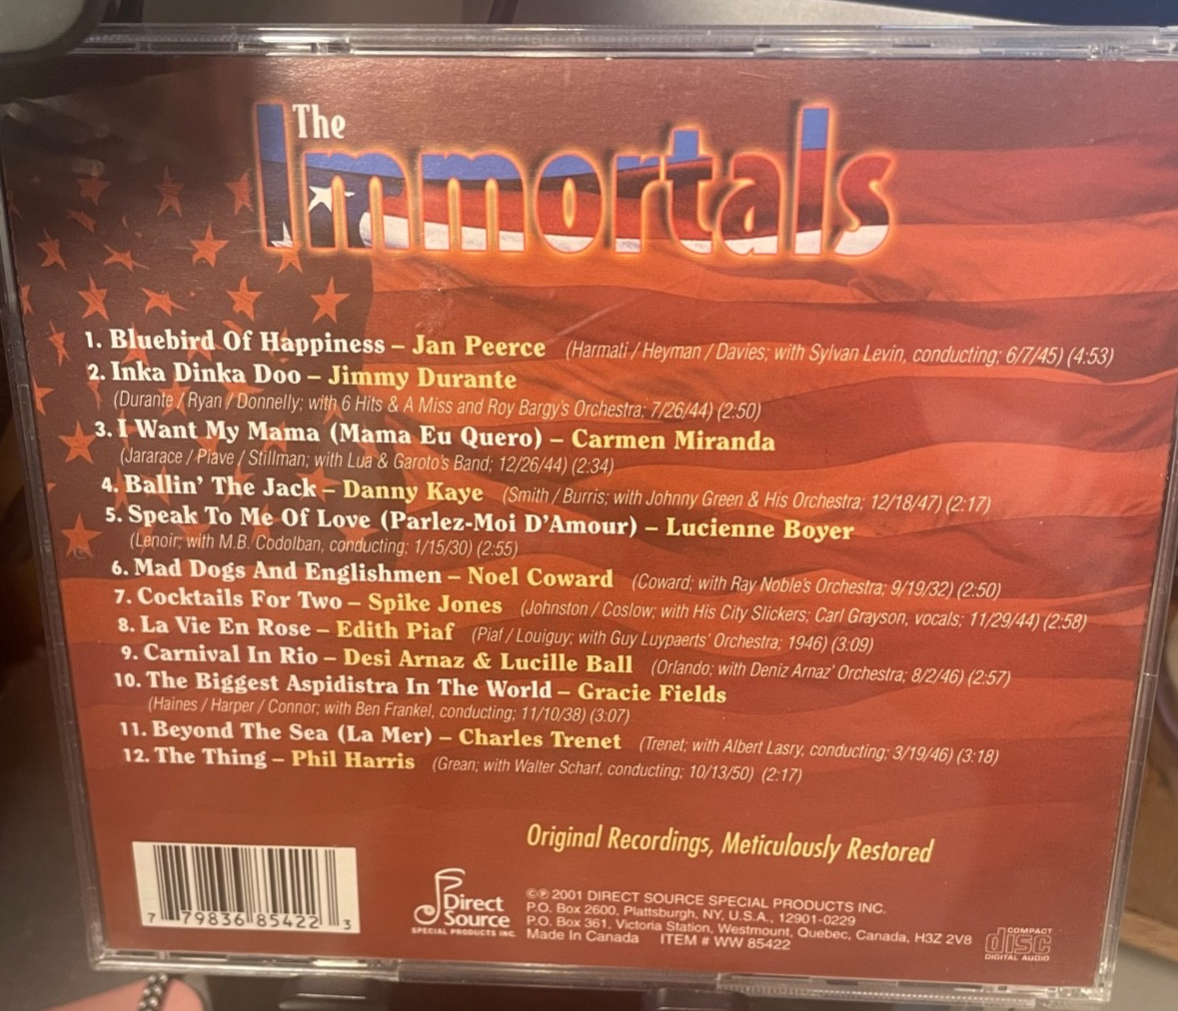 The
Immortals
1. Bluebird Of Happiness – Jan Peerce (Harmati / Heyman / Davies; with Sylvan Levin, conducting; 6/7/45) (4:53)
2. Inka Dinka Doo – Jimmy Durante
(Durante / Ryan / Donnelly; with 6 Hits & A Miss and Roy Bargy's Orchestra; 7/26/44) (2:50)
3. I Want My Mama (Mama Eu Quero) – Carmen Miranda
(Jararace / Plave / Stillman; with Lua & Garoto's Band; 12/26/44) (2:34)
4. Ballin' The Jack – Danny Kaye (Smith / Burris; with Johnny Green & His Orchestra; 12/18/47) (2:17)
5. Speak To Me Of Love (Parlez-Moi D'Amour) – Lucienne Boyer
(Lenoir; with M.B. Codolban, conducting; 1/15/30) (2:55)
6. Mad Dogs And Englishmen – Noel Coward (Coward; with Ray Noble's Orchestra; 9/19/32) (2:50)
7. Cocktails For Two – Spike Jones (Johnston / Coslow; with His City Slickers; Carl Grayson, vocals; 11/29/44) (2:58)
8. La Vie En Rose – Edith Piaf (Piaf / Louiguy; with Guy Luypaerts' Orchestra; 1946) (3:09)
9. Carnival In Rio – Desi Arnaz & Lucille Ball (Orlando; with Deniz Arnaz' Orchestra; 8/2/46) (2:57)
10. The Biggest Aspidistra In The World – Gracie Fields
(Haines / Harper / Connor; with Ben Frankel, conducting; 11/10/38) (3:07)
11. Beyond The Sea (La Mer) – Charles Trenet (Trenet; with Albert Lasry, conducting; 3/19/46) (3:18)
12. The Thing – Phil Harris (Grean; with Walter Scharf, conducting; 10/13/50) (2:17)
Original Recordings, Meticulously Restored
7 79836 85422 3
Direct
Source
SPECIAL PRODUCTS INC.
©℗ 2001 DIRECT SOURCE SPECIAL PRODUCTS INC.
P.O. Box 2600, Plattsburgh, NY, U.S.A., 12901-0229
P.O. Box 361, Victoria Station, Westmount, Quebec, Canada, H3Z 2V8
Made In Canada ITEM # WW 85422
COMPACT
disc
DIGITAL AUDIO